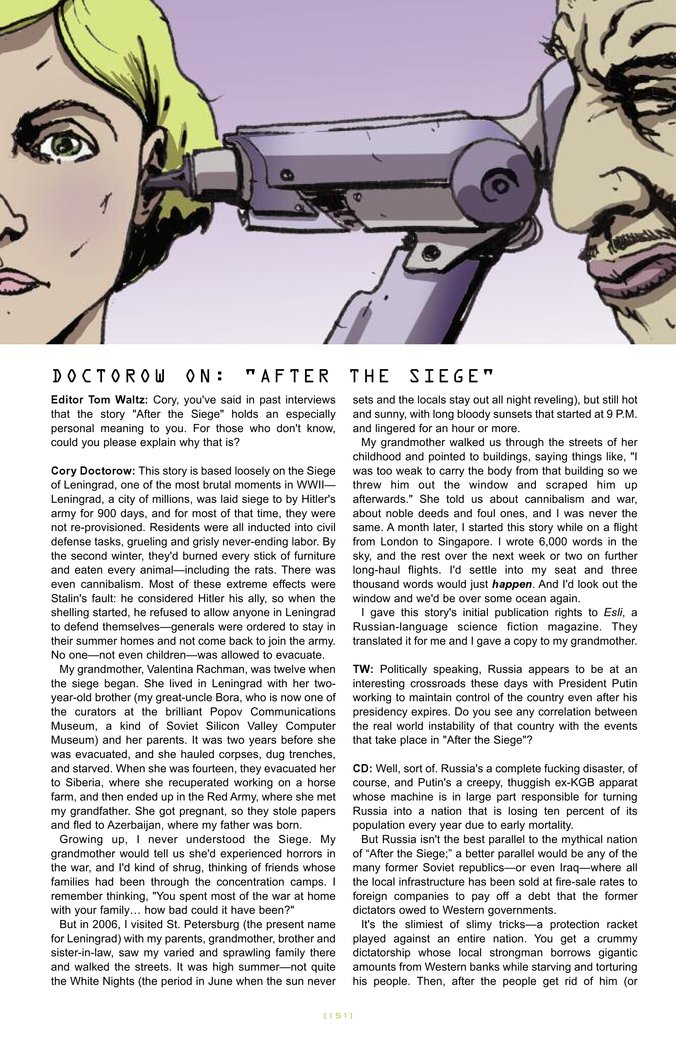 DOCTOROW ON: "AFTER THE SIEGE"
Editor Tom Waltz: Cory, you've said in past interviews
that the story "After the Siege" holds an especially
personal meaning to you. For those who don't know,
could you please explain why that is?
Cory Doctorow: This story is based loosely on the Siege
of Leningrad, one of the most brutal moments in WWII—
Leningrad, a city of millions, was laid siege to by Hitler's
army for 900 days, and for most of that time, they were
not re-provisioned. Residents were all inducted into civil
defense tasks, grueling and grisly never-ending labor. By
the second winter, they'd burned every stick of furniture
and eaten every animal—including the rats. There was
even cannibalism. Most of these extreme effects were
Stalin's fault: he considered Hitler his ally, so when the
shelling started, he refused to allow anyone in Leningrad
to defend themselves—generals were ordered to stay in
their summer homes and not come back to join the army.
No one—not even children—was allowed to evacuate.
My grandmother, Valentina Rachman, was twelve when
the siege began. She lived in Leningrad with her two-
year-old brother (my great-uncle Bora, who is now one of
the curators at the brilliant Popov Communications
Museum, a kind of Soviet Silicon Valley Computer
Museum) and her parents. It was two years before she
was evacuated, and she hauled corpses, dug trenches,
and starved. When she was fourteen, they evacuated her
to Siberia, where she recuperated working on a horse
farm, and then ended up in the Red Army, where she met
my grandfather. She got pregnant, so they stole papers
and fled to Azerbaijan, where my father was born.
Growing up, I never understood the Siege. My
grandmother would tell us she'd experienced horrors in
the war, and I'd kind of shrug, thinking of friends whose
families had been through the concentration camps. I
remember thinking, "You spent most of the war at home
with your family… how bad could it have been?"
But in 2006, I visited St. Petersburg (the present name
for Leningrad) with my parents, grandmother, brother and
sister-in-law, saw my varied and sprawling family there
and walked the streets. It was high summer—not quite
the White Nights (the period in June when the sun never
sets and the locals stay out all night reveling), but still hot
and sunny, with long bloody sunsets that started at 9 P.M.
and lingered for an hour or more.
My grandmother walked us through the streets of her
childhood and pointed to buildings, saying things like, "I
was too weak to carry the body from that building so we
threw him out the window and scraped him up
afterwards." She told us about cannibalism and war,
about noble deeds and foul ones, and I was never the
same. A month later, I started this story while on a flight
from London to Singapore. I wrote 6,000 words in the
sky, and the rest over the next week or two on further
long-haul flights. I'd settle into my seat and three
thousand words would just happen. And I'd look out the
window and we'd be over some ocean again.
I gave this story's initial publication rights to Esli, a
Russian-language science fiction magazine. They
translated it for me and I gave a copy to my grandmother.
TW: Politically speaking, Russia appears to be at an
interesting crossroads these days with President Putin
working to maintain control of the country even after his
presidency expires. Do you see any correlation between
the real world instability of that country with the events
that take place in "After the Siege"?
CD: Well, sort of. Russia's a complete fucking disaster, of
course, and Putin's a creepy, thuggish ex-KGB apparat
whose machine is in large part responsible for turning
Russia into a nation that is losing ten percent of its
population every year due to early mortality.
But Russia isn't the best parallel to the mythical nation
of “After the Siege;” a better parallel would be any of the
many former Soviet republics—or even Iraq—where all
the local infrastructure has been sold at fire-sale rates to
foreign companies to pay off a debt that the former
dictators owed to Western governments.
It's the slimiest of slimy tricks—a protection racket
played against an entire nation. You get a crummy
dictatorship whose local strongman borrows gigantic
amounts from Western banks while starving and torturing
his people. Then, after the people get rid of him (or
[151]